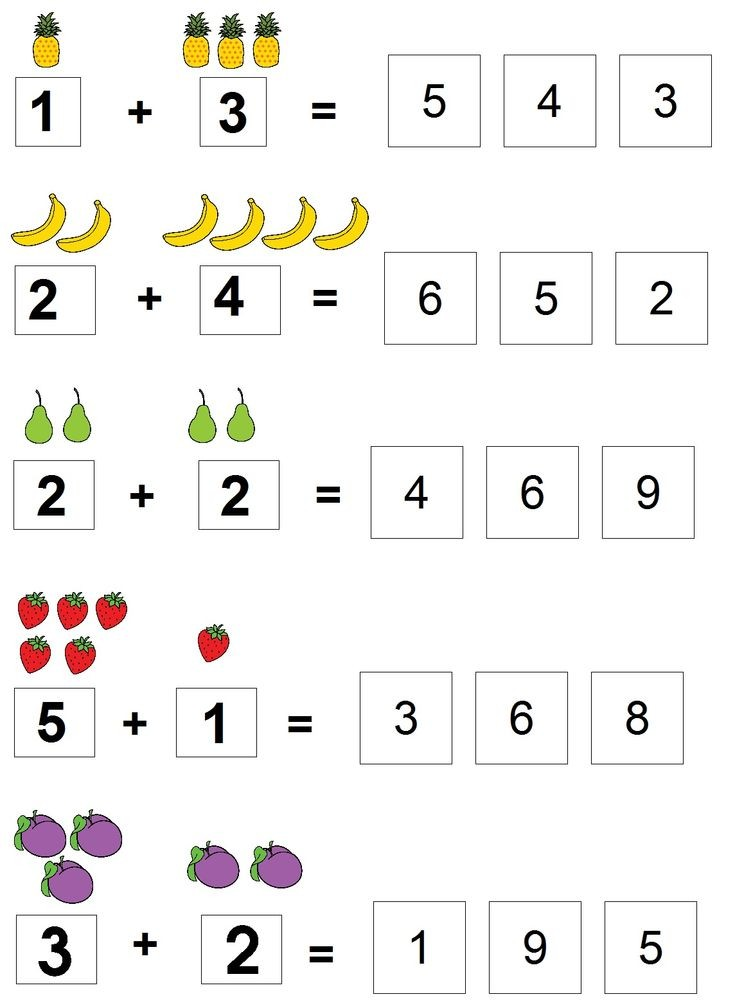 1 + 3 = 5 4 3
2 + 4 = 6 5 2
2 + 2 = 4 6 9
5 + 1 = 3 6 8
3 + 2 = 1 9 5